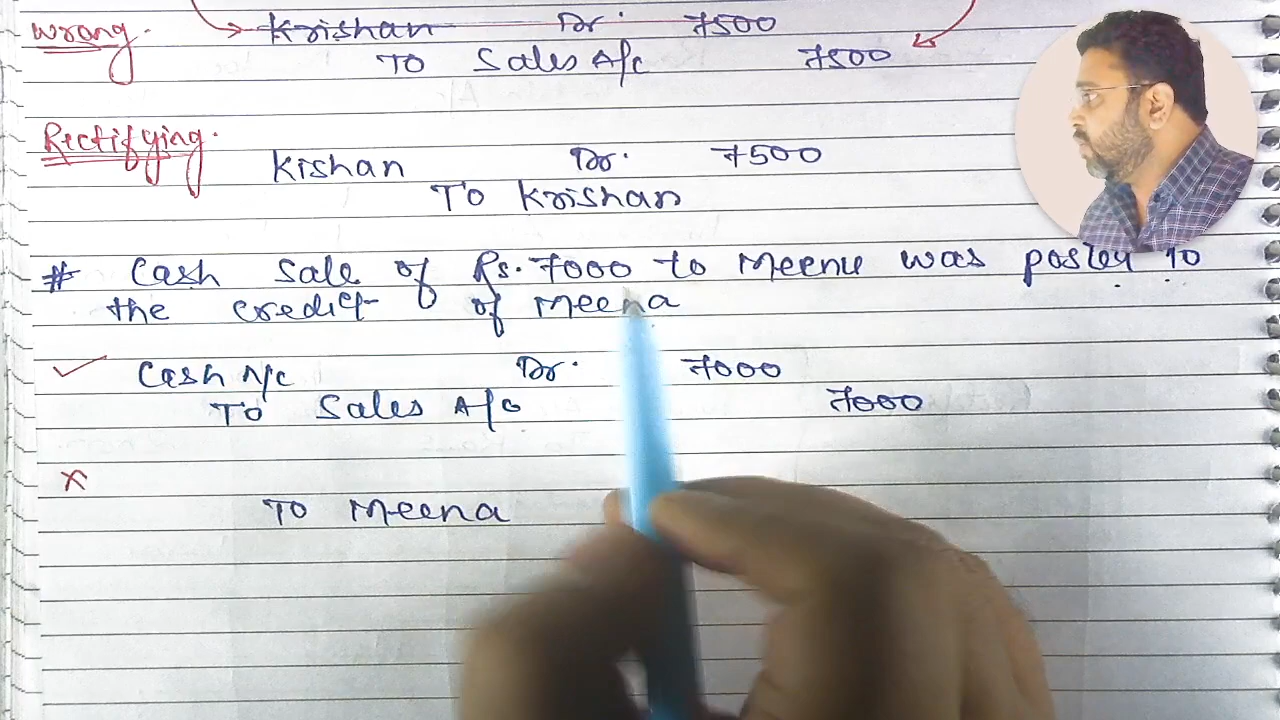 Wrong. Krishan Dr. 7500
To Sales A/c 7500
Rectifying. Kishan Dr. 7500
To Krishan
# Cash Sale of Rs. 7000 to Meenu was posted to
the credit of Meena
Cash A/c Dr. 7000
To Sales A/c 7000
To Meena